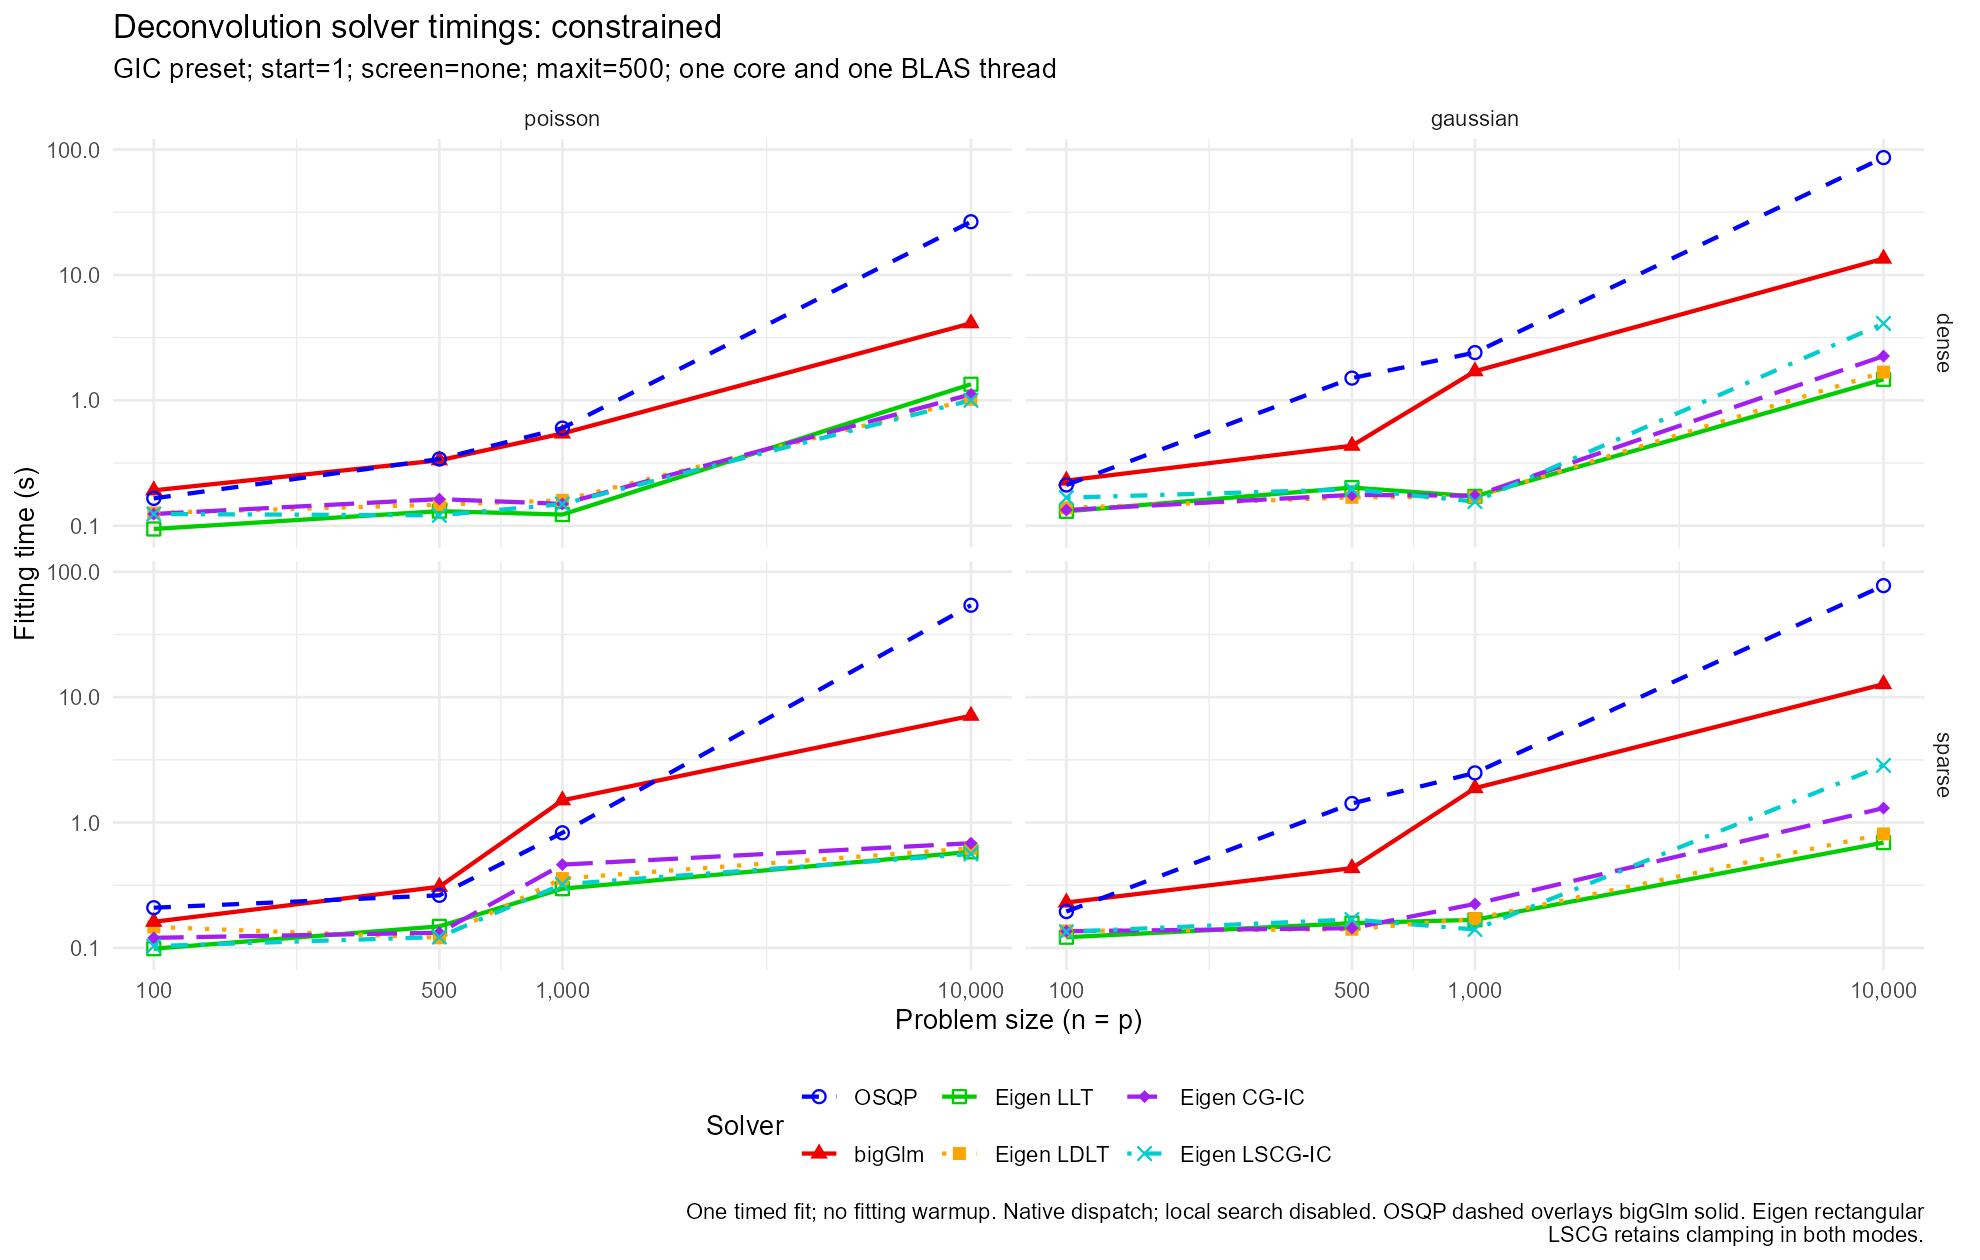 Deconvolution solver timings: constrained
GIC preset; start=1; screen=none; maxit=500; one core and one BLAS thread
poisson
gaussian
100.0
10.0
1.0
0.1
dense
100.0
10.0
1.0
0.1
sparse
Fitting time (s)
100
500
1,000
10,000
100
500
1,000
10,000
Problem size (n = p)
Solver
OSQP
Eigen LLT
Eigen CG-IC
bigGlm
Eigen LDLT
Eigen LSCG-IC
One timed fit; no fitting warmup. Native dispatch; local search disabled. OSQP dashed overlays bigGlm solid. Eigen rectangular
LSCG retains clamping in both modes.